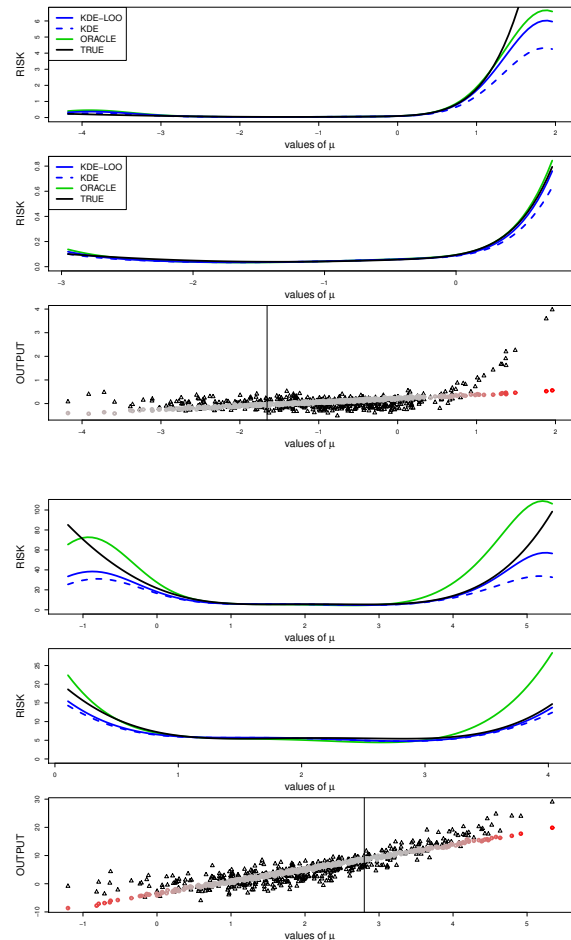 RISK
0 1 2 3 4 5 6
KDE-LOO
KDE
ORACLE
TRUE
−4 −3 −2 −1 0 1 2
values of μ
RISK
0.0 0.2 0.4 0.6 0.8
KDE-LOO
KDE
ORACLE
TRUE
−3 −2 −1 0
values of μ
OUTPUT
0 1 2 3 4
−4 −3 −2 −1 0 1 2
values of μ
RISK
0 20 40 60 80 100
−1 0 1 2 3 4 5
values of μ
RISK
0 5 10 15 20 25
0 1 2 3 4
values of μ
OUTPUT
−10 0 10 20 30
−1 0 1 2 3 4 5
values of μ